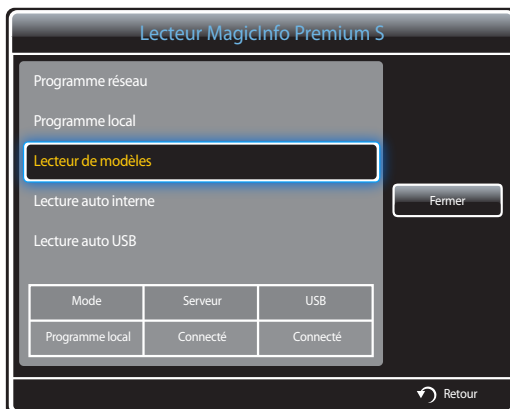 Lecteur MagicInfo Premium S
Programme réseau
Programme local
Lecteur de modèles
Lecture auto interne
Lecture auto USB
Fermer
Mode Serveur USB
Programme local Connecté Connecté
Retour